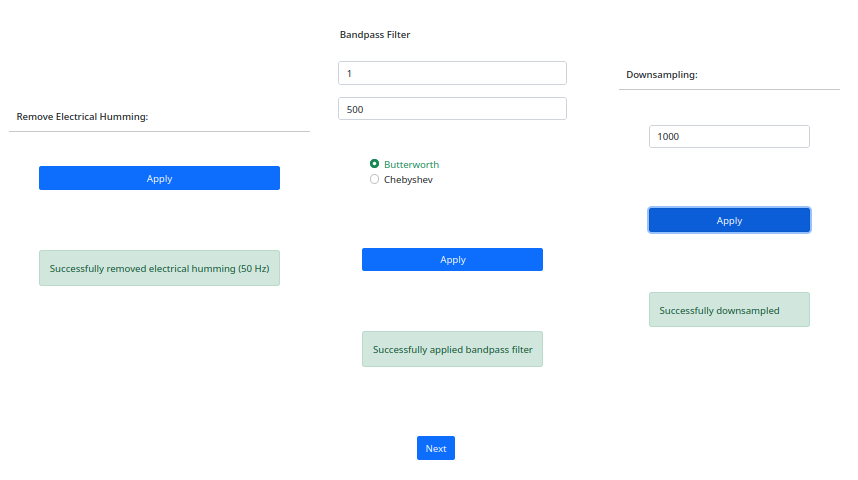 Remove Electrical Humming:
Apply
Successfully removed electrical humming (50 Hz)
Bandpass Filter
1
500
Butterworth
Chebyshev
Apply
Successfully applied bandpass filter
Downsampling:
1000
Apply
Successfully downsampled
Next